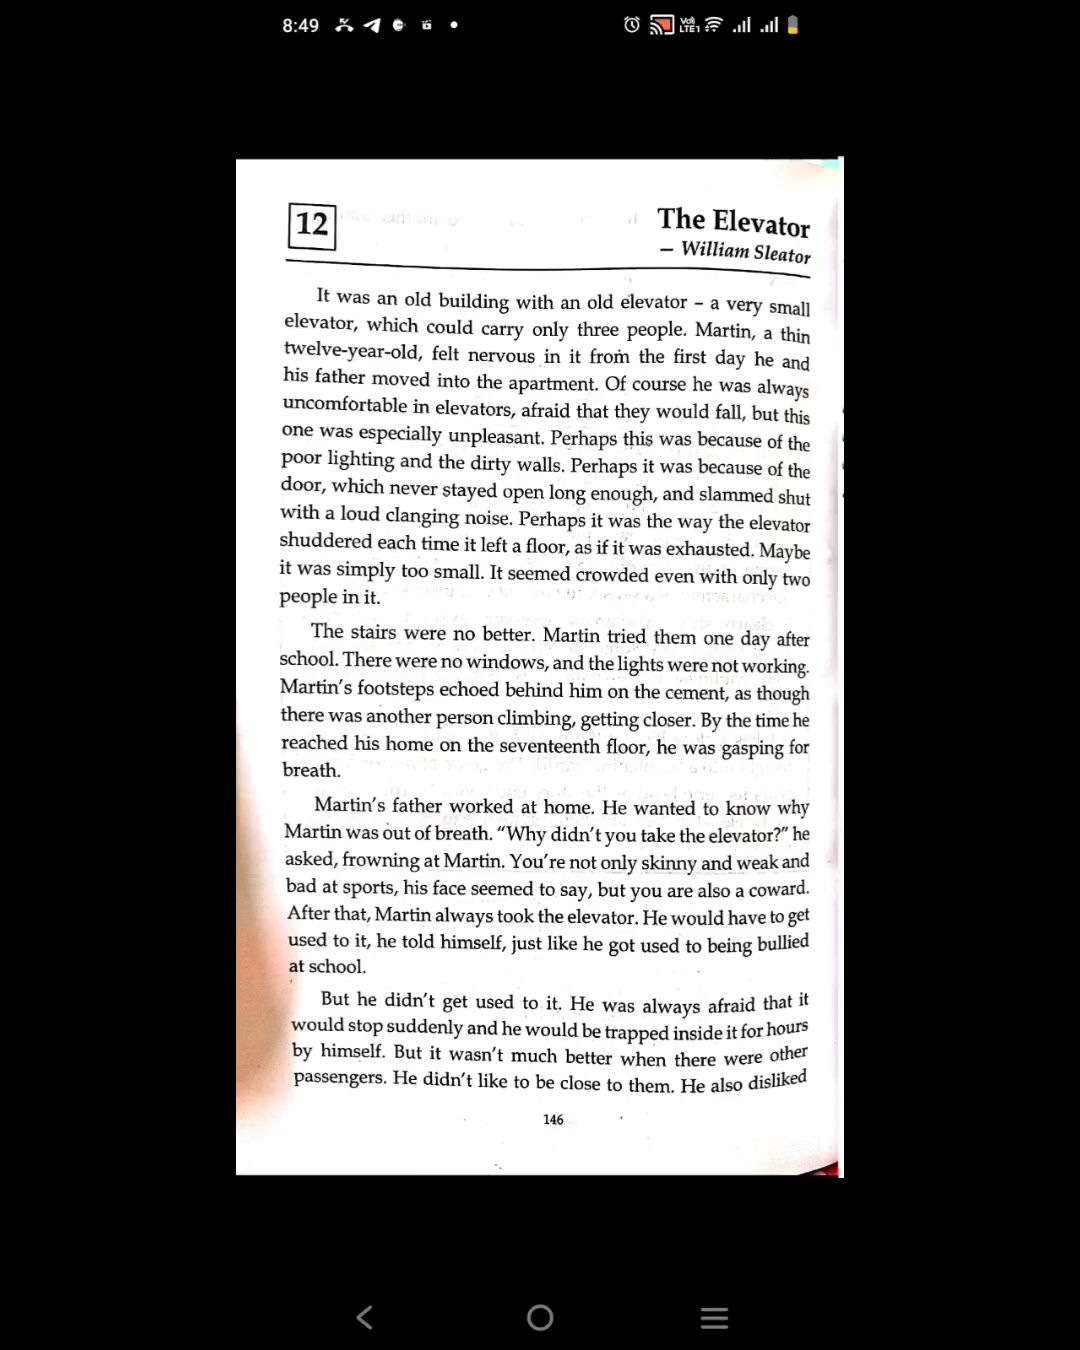 8:49
VoD
LTE1
12
The Elevator
– William Sleator
It was an old building with an old elevator – a very small
elevator, which could carry only three people. Martin, a thin
twelve-year-old, felt nervous in it from the first day he and
his father moved into the apartment. Of course he was always
uncomfortable in elevators, afraid that they would fall, but this
one was especially unpleasant. Perhaps this was because of the
poor lighting and the dirty walls. Perhaps it was because of the
door, which never stayed open long enough, and slammed shut
with a loud clanging noise. Perhaps it was the way the elevator
shuddered each time it left a floor, as if it was exhausted. Maybe
it was simply too small. It seemed crowded even with only two
people in it.
The stairs were no better. Martin tried them one day after
school. There were no windows, and the lights were not working.
Martin's footsteps echoed behind him on the cement, as though
there was another person climbing, getting closer. By the time he
reached his home on the seventeenth floor, he was gasping for
breath.
Martin's father worked at home. He wanted to know why
Martin was out of breath. "Why didn't you take the elevator?" he
asked, frowning at Martin. You're not only skinny and weak and
bad at sports, his face seemed to say, but you are also a coward.
After that, Martin always took the elevator. He would have to get
used to it, he told himself, just like he got used to being bullied
at school.
But he didn't get used to it. He was always afraid that it
would stop suddenly and he would be trapped inside it for hours
by himself. But it wasn't much better when there were other
passengers. He didn't like to be close to them. He also disliked
146